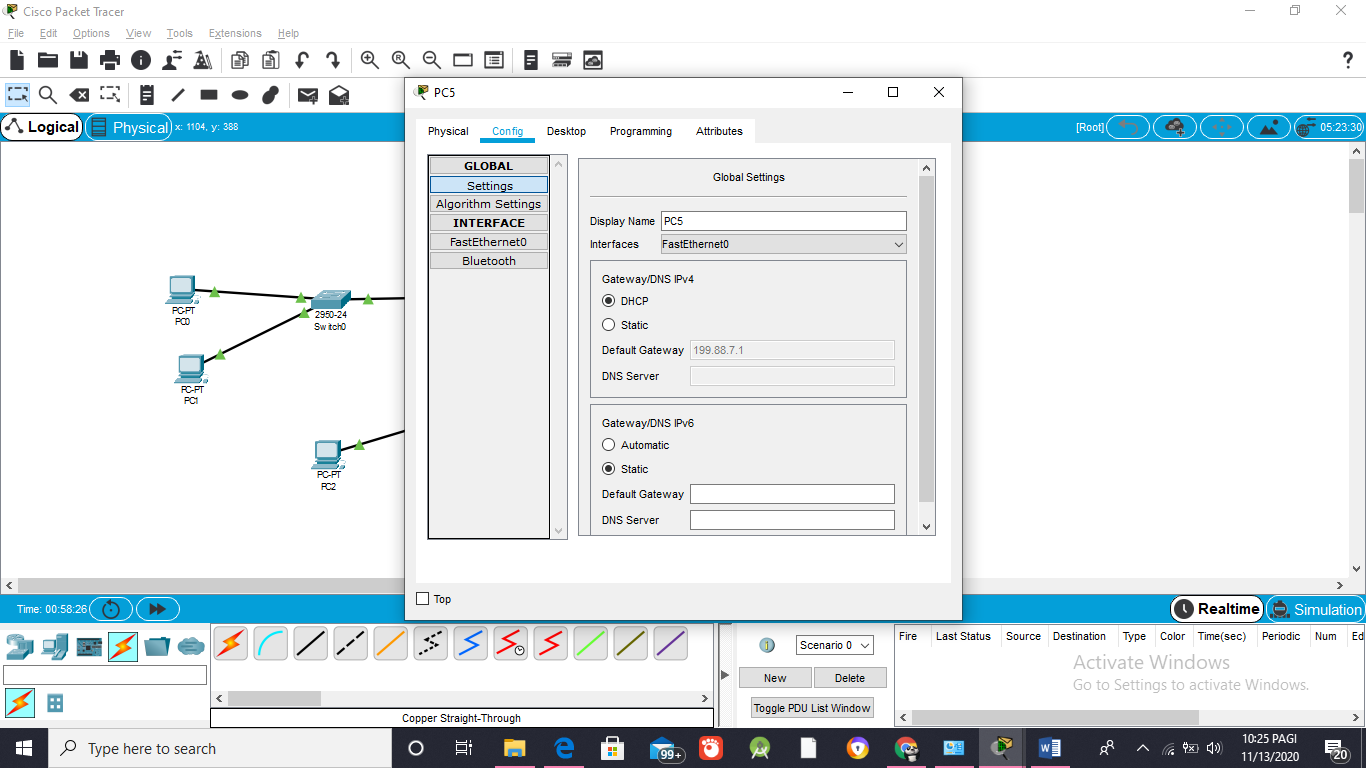 Cisco Packet Tracer
File Edit Options View Tools Extensions Help
?
PC5
Logical Physical x: 1104, y: 388
[Root] 05:23:30
Physical Config Desktop Programming Attributes
GLOBAL
Settings
Algorithm Settings
INTERFACE
FastEthernet0
Bluetooth
Global Settings
Display Name PC5
Interfaces FastEthernet0
Gateway/DNS IPv4
DHCP
Static
Default Gateway 199.88.7.1
DNS Server
Gateway/DNS IPv6
Automatic
Static
Default Gateway
DNS Server
Top
PC-PT
PC0
2950-24
Switch0
PC-PT
PC1
PC-PT
PC2
Time: 00:58:26
Realtime Simulation
Copper Straight-Through
Scenario 0
New Delete
Toggle PDU List Window
Fire Last Status Source Destination Type Color Time(sec) Periodic Num Ed
Activate Windows
Go to Settings to activate Windows.
Type here to search
99+
10:25 PAGI
11/13/2020
20